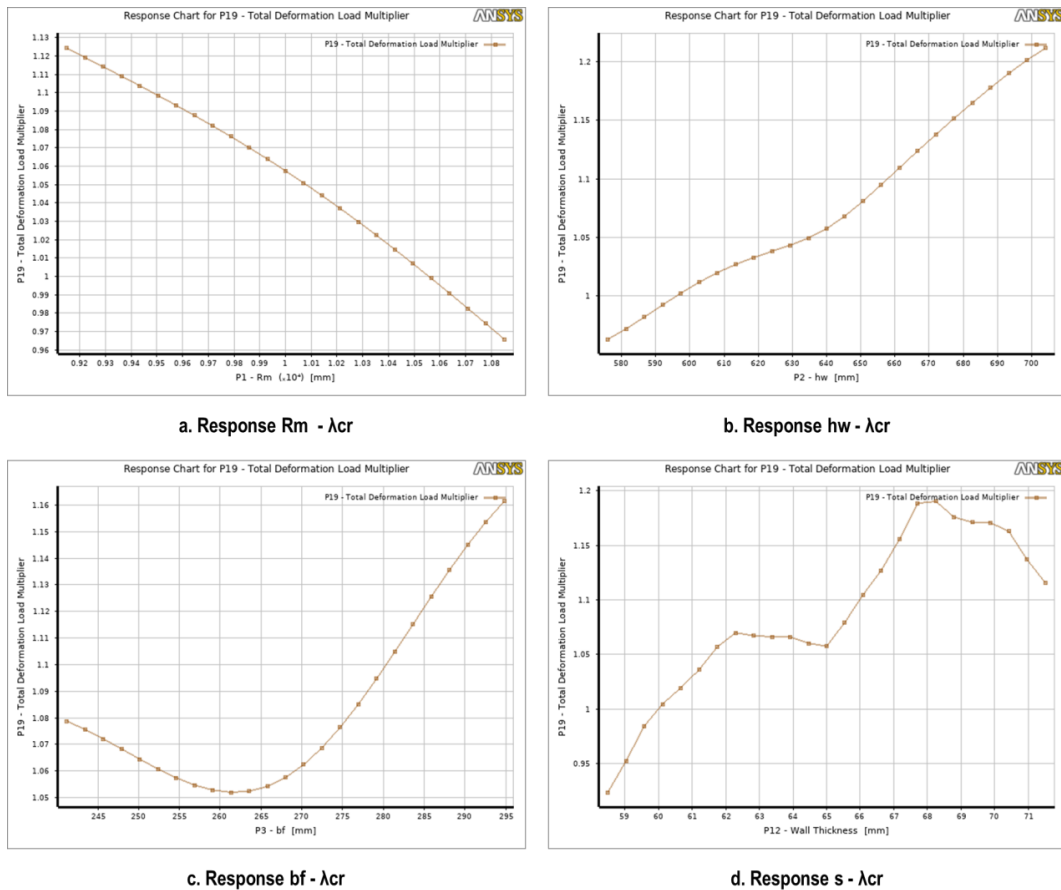 Response Chart for P19 - Total Deformation Load Multiplier
ANSYS
P19 - Total Deformation Load Multiplier
P19 - Total Deformation Load Multiplier
1.13
1.12
1.11
1.1
1.09
1.08
1.07
1.06
1.05
1.04
1.03
1.02
1.01
1
0.99
0.98
0.97
0.96
0.92 0.93 0.94 0.95 0.96 0.97 0.98 0.99 1 1.01 1.02 1.03 1.04 1.05 1.06 1.07 1.08
P1 - Rm (ₓ10⁴) [mm]
a. Response Rm - λcr
Response Chart for P19 - Total Deformation Load Multiplier
ANSYS
P19 - Total Deformation Load Multiplier
P19 - Total Deformation Load Multiplier
1.2
1.15
1.1
1.05
1
580 590 600 610 620 630 640 650 660 670 680 690 700
P2 - hw [mm]
b. Response hw - λcr
Response Chart for P19 - Total Deformation Load Multiplier
ANSYS
P19 - Total Deformation Load Multiplier
P19 - Total Deformation Load Multiplier
1.16
1.15
1.14
1.13
1.12
1.11
1.1
1.09
1.08
1.07
1.06
1.05
245 250 255 260 265 270 275 280 285 290 295
P3 - bf [mm]
c. Response bf - λcr
Response Chart for P19 - Total Deformation Load Multiplier
ANSYS
P19 - Total Deformation Load Multiplier
P19 - Total Deformation Load Multiplier
1.2
1.15
1.1
1.05
1
0.95
59 60 61 62 63 64 65 66 67 68 69 70 71
P12 - Wall Thickness [mm]
d. Response s - λcr